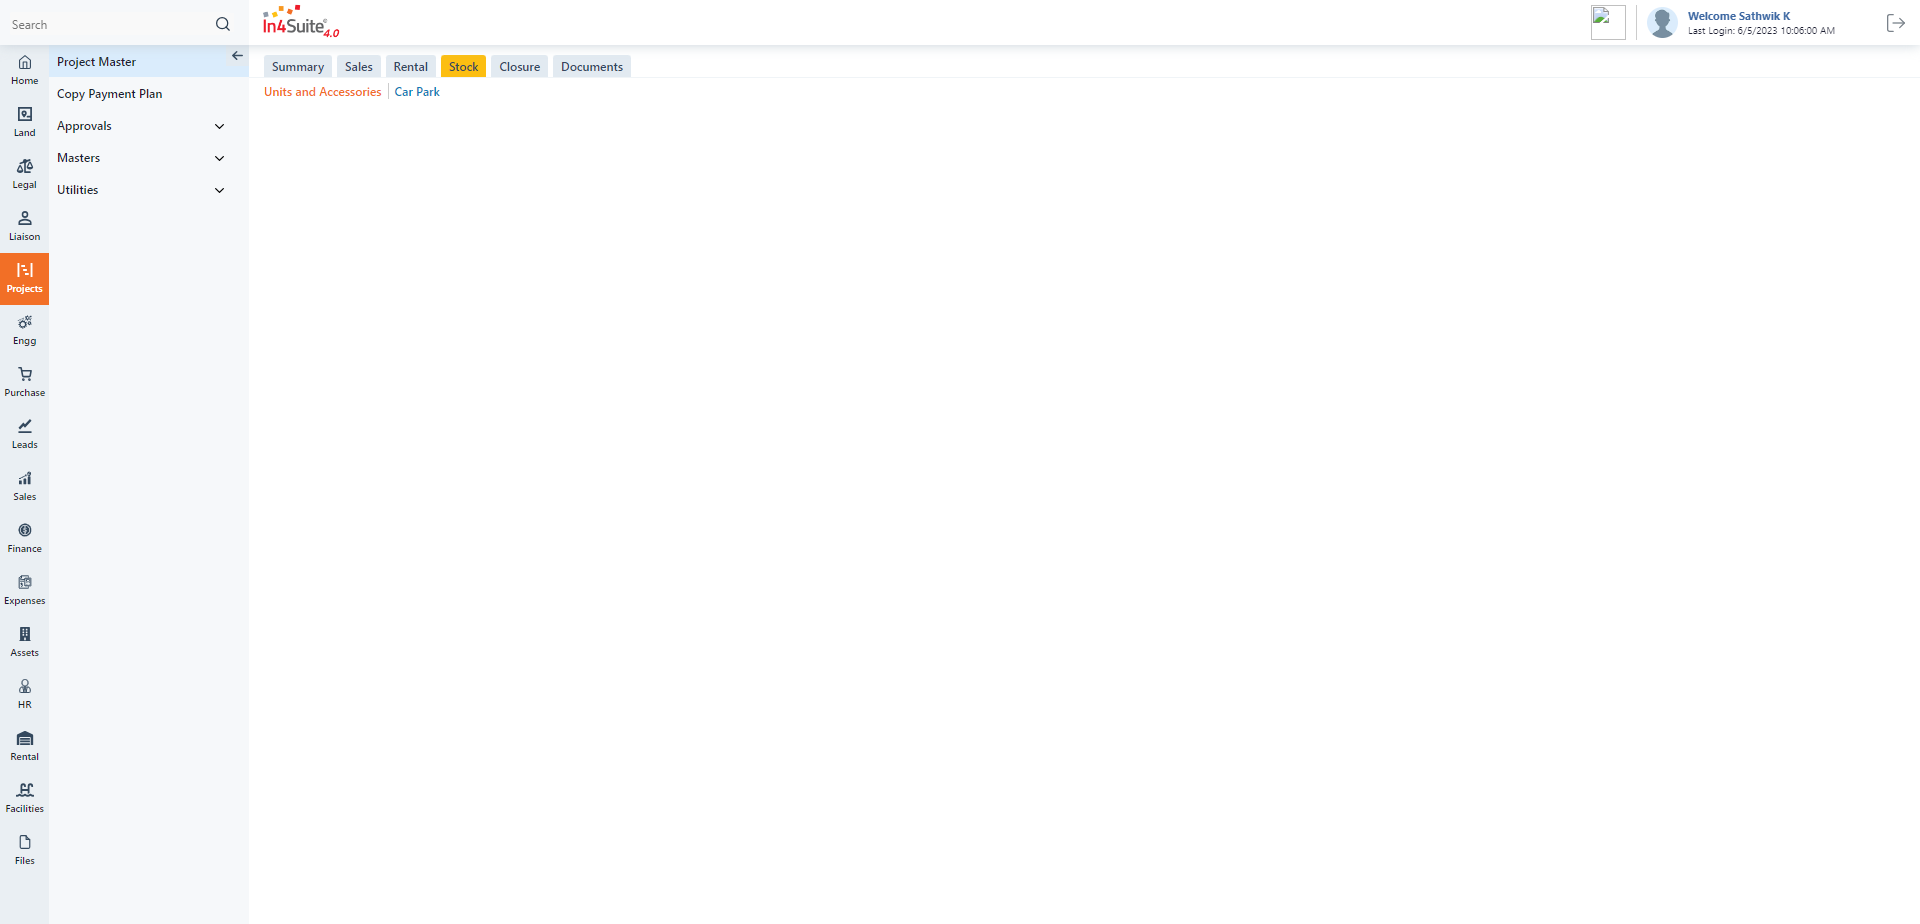 Search
In4Suite® 4.0
Welcome Sathwik K
Last Login: 6/5/2023 10:06:00 AM
Home
Land
Legal
Liaison
Projects
Engg
Purchase
Leads
Sales
Finance
Expenses
Assets
HR
Rental
Facilities
Files
Project Master
Copy Payment Plan
Approvals
Masters
Utilities
Summary Sales Rental Stock Closure Documents
Units and Accessories Car Park